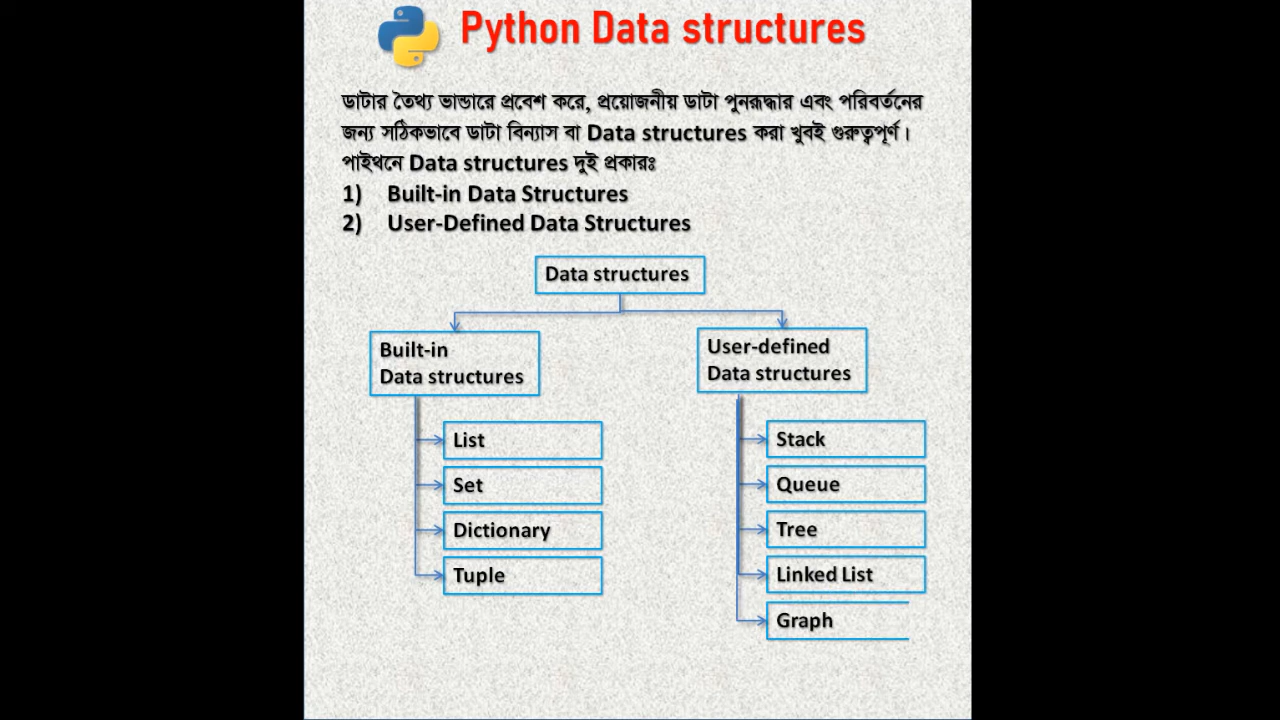 Python Data structures
ডাটার তৈথ্য ভান্ডারে প্রবেশ করে, প্রয়োজনীয় ডাটা পুনরূদ্ধার এবং পরিবর্তনের
জন্য সঠিকভাবে ডাটা বিন্যাস বা Data structures করা খুবই গুরুত্বপূর্ণ।
পাইথনে Data structures দুই প্রকারঃ
1) Built-in Data Structures
2) User-Defined Data Structures
Data structures
Built-in
Data structures
List
Set
Dictionary
Tuple
User-defined
Data structures
Stack
Queue
Tree
Linked List
Graph